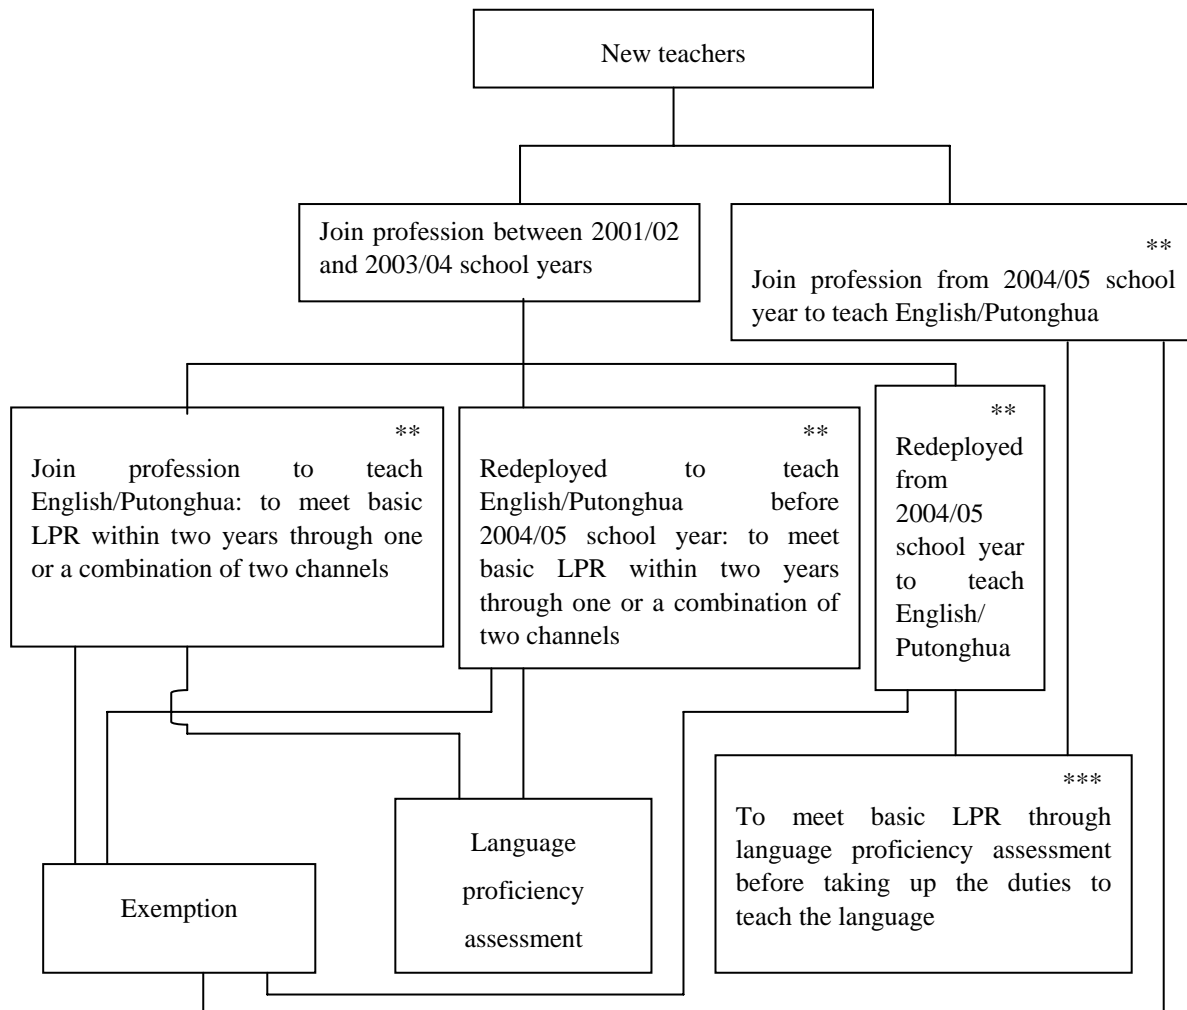 New teachers
Join profession between 2001/02
and 2003/04 school years
**
Join profession from 2004/05 school
year to teach English/Putonghua
**
Join profession to teach
English/Putonghua: to meet basic
LPR within two years through one
or a combination of two channels
**
Redeployed to teach
English/Putonghua before
2004/05 school year: to meet
basic LPR within two years
through one or a combination of
two channels
**
Redeployed
from
2004/05
school year
to teach
English/
Putonghua
Exemption
Language
proficiency
assessment
***
To meet basic LPR through
language proficiency assessment
before taking up the duties to
teach the language